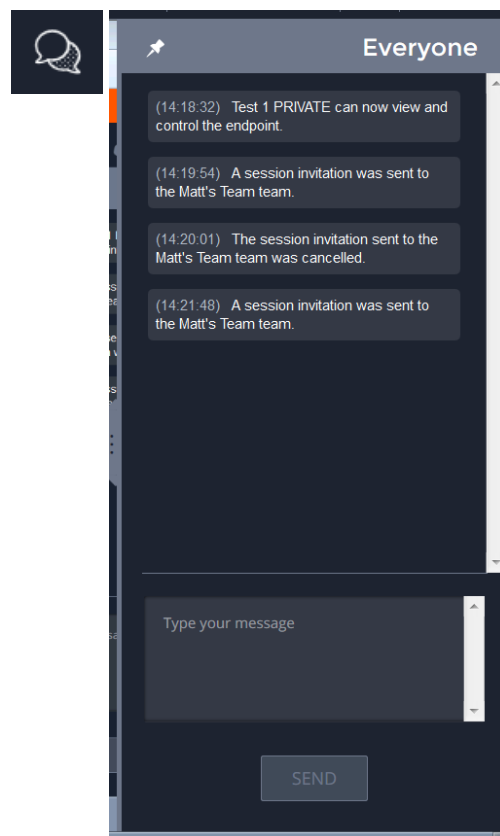 Everyone
(14:18:32) Test 1 PRIVATE can now view and
control the endpoint.
(14:19:54) A session invitation was sent to
the Matt's Team team.
(14:20:01) The session invitation sent to the
Matt's Team team was cancelled.
(14:21:48) A session invitation was sent to
the Matt's Team team.
Type your message
SEND